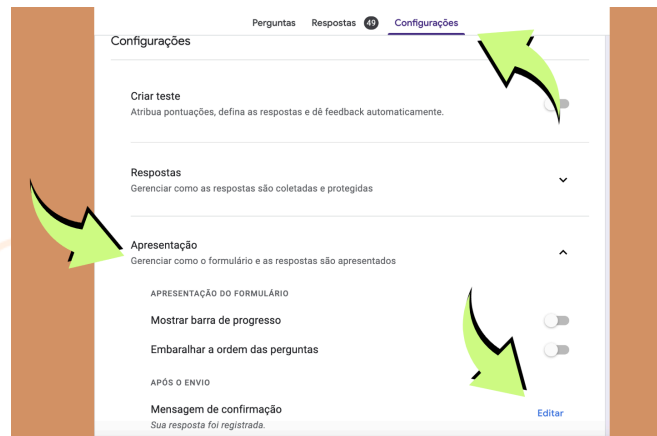 Perguntas Respostas 49 Configurações
Configurações
Criar teste
Atribua pontuações, defina as respostas e dê feedback automaticamente.
Respostas
Gerenciar como as respostas são coletadas e protegidas
Apresentação
Gerenciar como o formulário e as respostas são apresentados
APRESENTAÇÃO DO FORMULÁRIO
Mostrar barra de progresso
Embaralhar a ordem das perguntas
APÓS O ENVIO
Mensagem de confirmação
Editar
Sua resposta foi registrada.